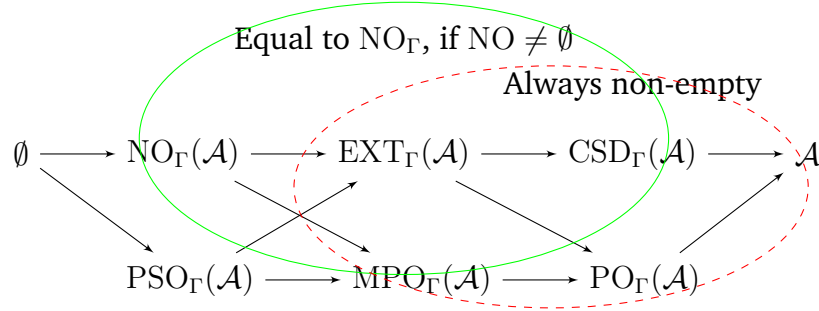 Equal to NO_Γ, if NO ≠ ∅
Always non-empty
∅ NO_Γ(𝒜) EXT_Γ(𝒜) CSD_Γ(𝒜) 𝒜
PSO_Γ(𝒜) MPO_Γ(𝒜) PO_Γ(𝒜)